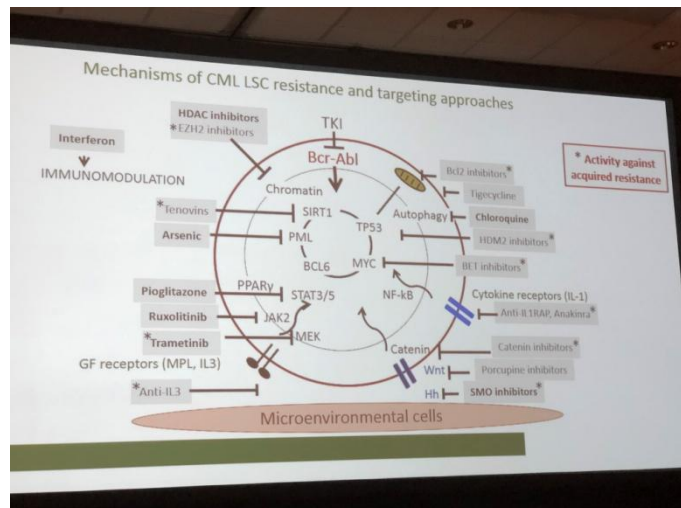 Mechanisms of CML LSC resistance and targeting approaches
HDAC inhibitors
*EZH2 inhibitors
TKI
Bcr-Abl
Interferon
IMMUNOMODULATION
* Activity against
acquired resistance
Bcl2 inhibitors*
Tigecycline
Chromatin
*Tenovins
SIRT1
TP53
Autophagy
Chloroquine
Arsenic
PML
HDM2 inhibitors*
BCL6
MYC
BET inhibitors*
Pioglitazone
PPARγ
STAT3/5
NF-kB
Cytokine receptors (IL-1)
Ruxolitinib
JAK2
Anti-IL1RAP, Anakinra*
*Trametinib
MEK
Catenin
Catenin inhibitors*
GF receptors (MPL, IL3)
Wnt
Porcupine inhibitors
*Anti-IL3
Hh
SMO inhibitors*
Microenvironmental cells